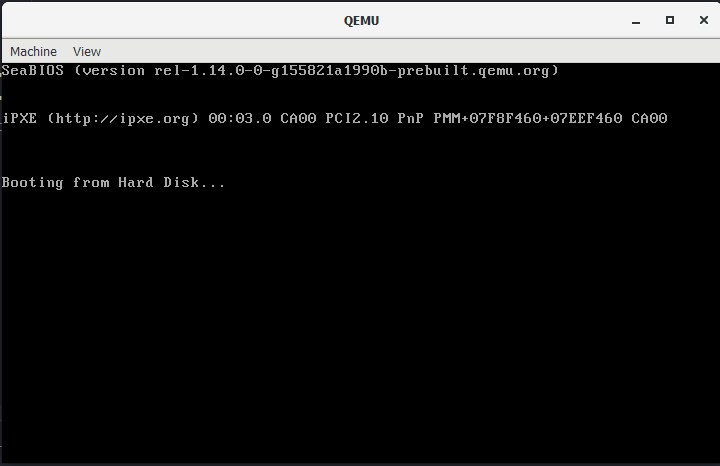 QEMU
Machine View
SeaBIOS (version rel-1.14.0-0-g155821a1990b-prebuilt.qemu.org)
iPXE (http://ipxe.org) 00:03.0 CA00 PCI2.10 PnP PMM+07F8F460+07EEF460 CA00
Booting from Hard Disk...